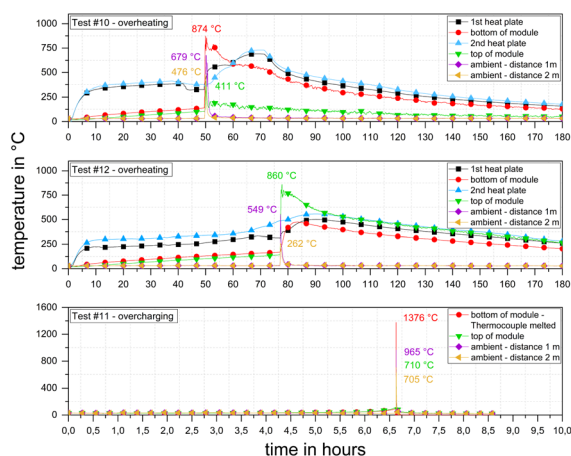 Test #10 - overheating
874 °C
679 °C
476 °C
411 °C
1st heat plate
bottom of module
2nd heat plate
top of module
ambient - distance 1m
ambient - distance 2 m
1000
750
500
250
0
0 10 20 30 40 50 60 70 80 90 100 110 120 130 140 150 160 170 180
Test #12 - overheating
860 °C
549 °C
262 °C
1st heat plate
bottom of module
2nd heat plate
top of module
ambient - distance 1m
ambient - distance 2 m
1000
750
500
250
0
0 10 20 30 40 50 60 70 80 90 100 110 120 130 140 150 160 170 180
temperature in °C
Test #11 - overcharging
1376 °C
965 °C
710 °C
705 °C
bottom of module -
Thermocouple melted
top of module
ambient - distance 1 m
ambient - distance 2 m
1600
1200
800
400
0
0,0 0,5 1,0 1,5 2,0 2,5 3,0 3,5 4,0 4,5 5,0 5,5 6,0 6,5 7,0 7,5 8,0 8,5 9,0 9,5 10,0
time in hours